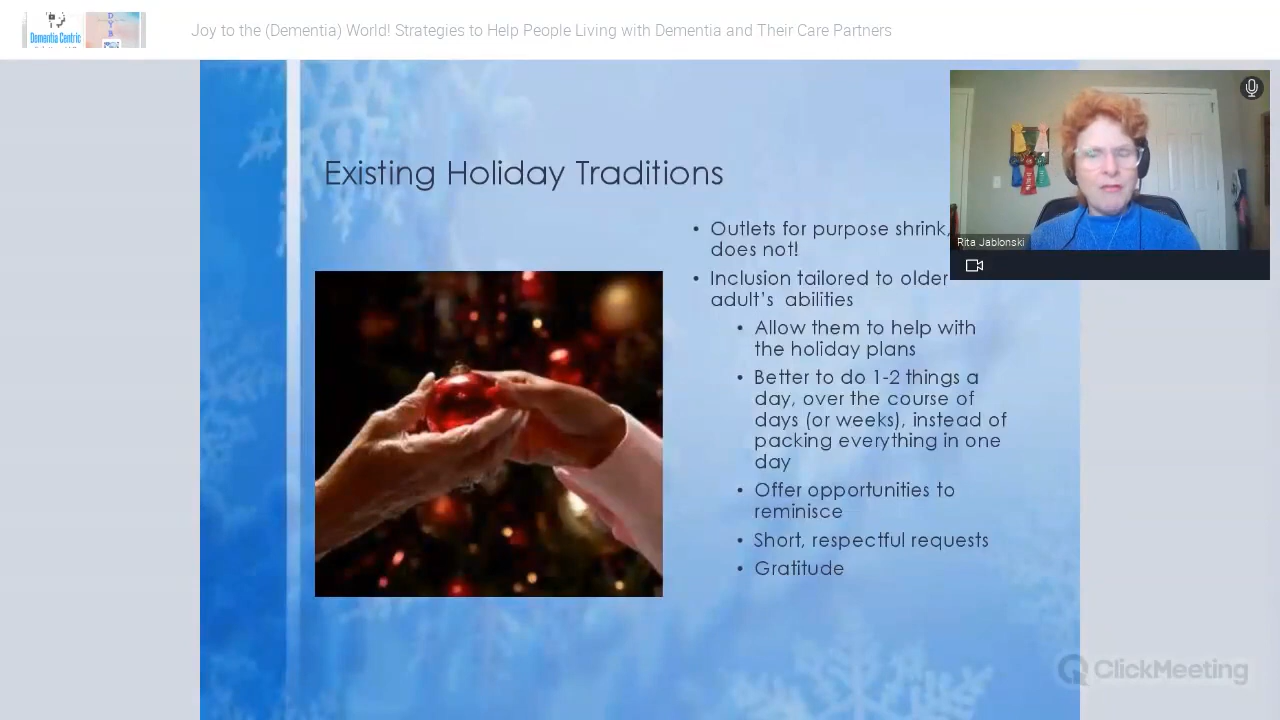 Joy to the (Dementia) World! Strategies to Help People Living with Dementia and Their Care Partners
Dementia Centric
Existing Holiday Traditions
Rita Jablonski
• Outlets for purpose shrink,
does not!
• Inclusion tailored to older
adult's abilities
• Allow them to help with
the holiday plans
• Better to do 1-2 things a
day, over the course of
days (or weeks), instead of
packing everything in one
day
• Offer opportunities to
reminisce
• Short, respectful requests
• Gratitude
ClickMeeting